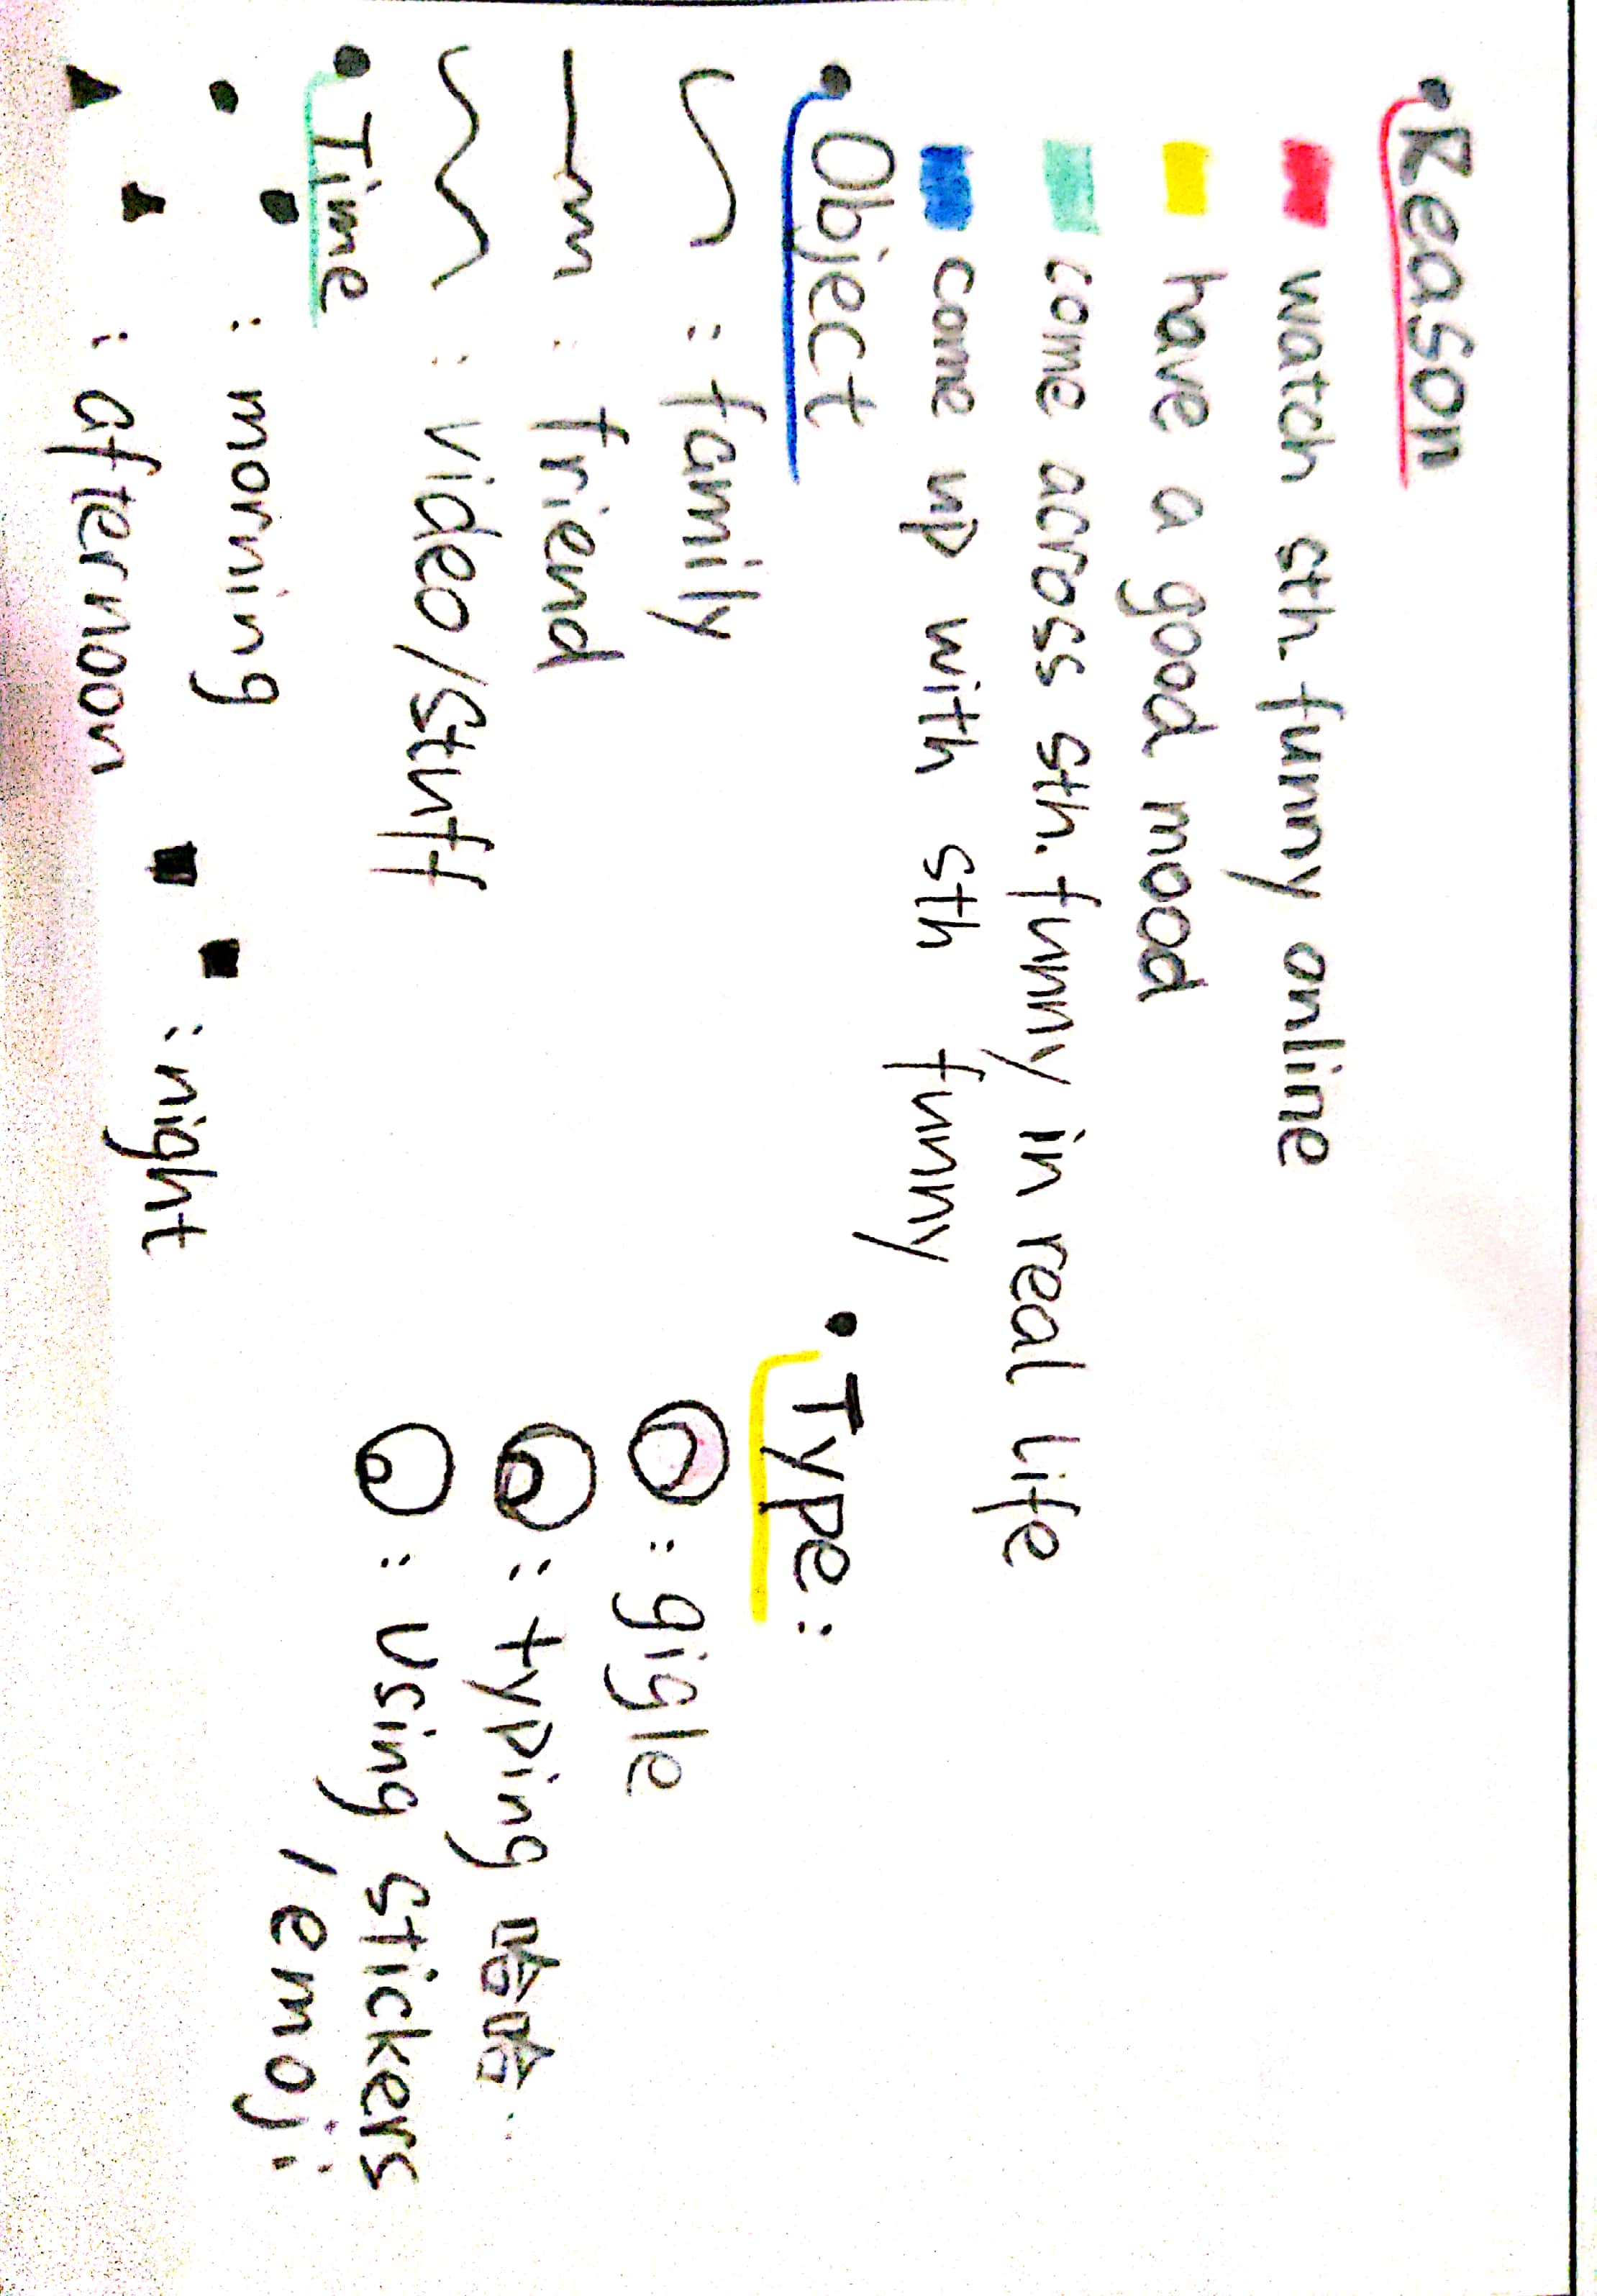 • Reason
watch sth. funny online
have a good mood
come across sth. funny in real life
come up with sth funny
• Object
: family
: friend
: video/stuff
• Type:
: gigle
: typing 哈哈
: using stickers
/emoji
• Time
: morning
: afternoon
: night